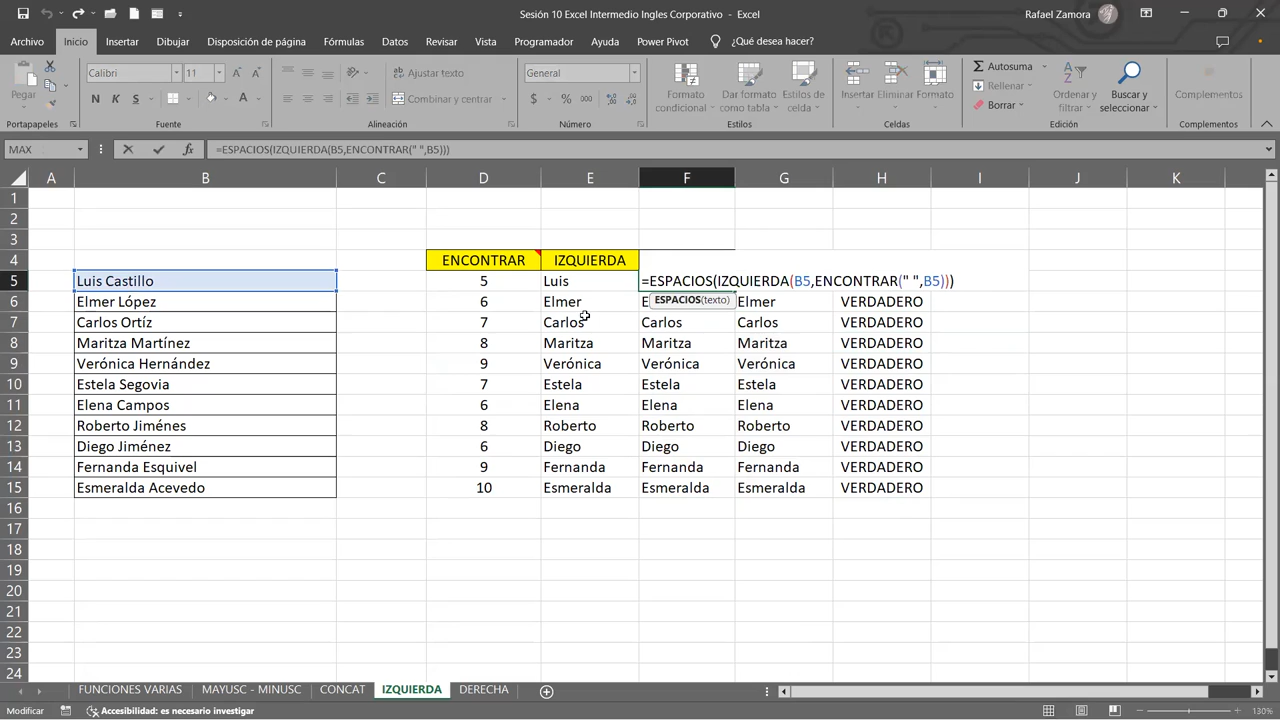 Sesión 10 Excel Intermedio Ingles Corporativo - Excel
Rafael Zamora
Archivo Inicio Insertar Dibujar Disposición de página Fórmulas Datos Revisar Vista Programador Ayuda Power Pivot ¿Qué desea hacer?
Pegar
Calibri 11
N K S
Ajustar texto
Combinar y centrar
General
$ % 000
Formato condicional
Dar formato como tabla
Estilos de celda
Insertar Eliminar Formato
Autosuma
Rellenar
Borrar
Ordenar y filtrar
Buscar y seleccionar
Complementos
Portapapeles Fuente Alineación Número Estilos Celdas Edición Complementos
MAX fx =ESPACIOS(IZQUIERDA(B5,ENCONTRAR(" ",B5)))
A B C D E F G H I J K
1
2
3
4 ENCONTRAR IZQUIERDA
5 Luis Castillo 5 Luis =ESPACIOS(IZQUIERDA(B5,ENCONTRAR(" ",B5)))
ESPACIOS(texto)
6 Elmer López 6 Elmer E Elmer VERDADERO
7 Carlos Ortíz 7 Carlos Carlos Carlos VERDADERO
8 Maritza Martínez 8 Maritza Maritza Maritza VERDADERO
9 Verónica Hernández 9 Verónica Verónica Verónica VERDADERO
10 Estela Segovia 7 Estela Estela Estela VERDADERO
11 Elena Campos 6 Elena Elena Elena VERDADERO
12 Roberto Jiménes 8 Roberto Roberto Roberto VERDADERO
13 Diego Jiménez 6 Diego Diego Diego VERDADERO
14 Fernanda Esquivel 9 Fernanda Fernanda Fernanda VERDADERO
15 Esmeralda Acevedo 10 Esmeralda Esmeralda Esmeralda VERDADERO
16
17
18
19
20
21
22
23
24
FUNCIONES VARIAS MAYUSC - MINUSC CONCAT IZQUIERDA DERECHA
Modificar Accesibilidad: es necesario investigar 130%